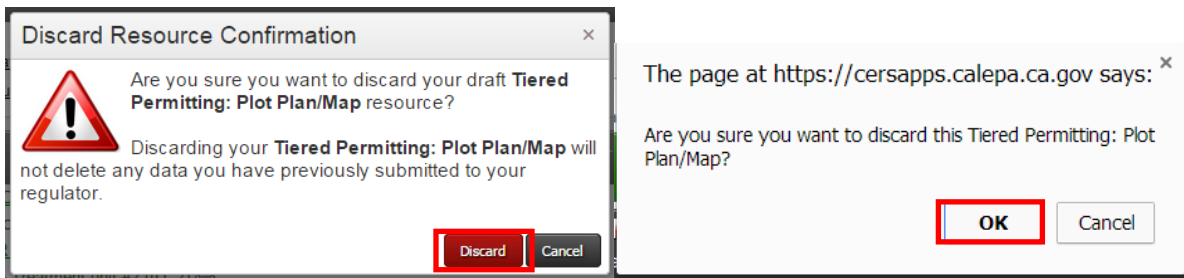 Discard Resource Confirmation ×
Are you sure you want to discard your draft Tiered
Permitting: Plot Plan/Map resource?
Discarding your Tiered Permitting: Plot Plan/Map will
not delete any data you have previously submitted to your
regulator.
Discard Cancel
The page at https://cersapps.calepa.ca.gov says: ×
Are you sure you want to discard this Tiered Permitting: Plot
Plan/Map?
OK Cancel